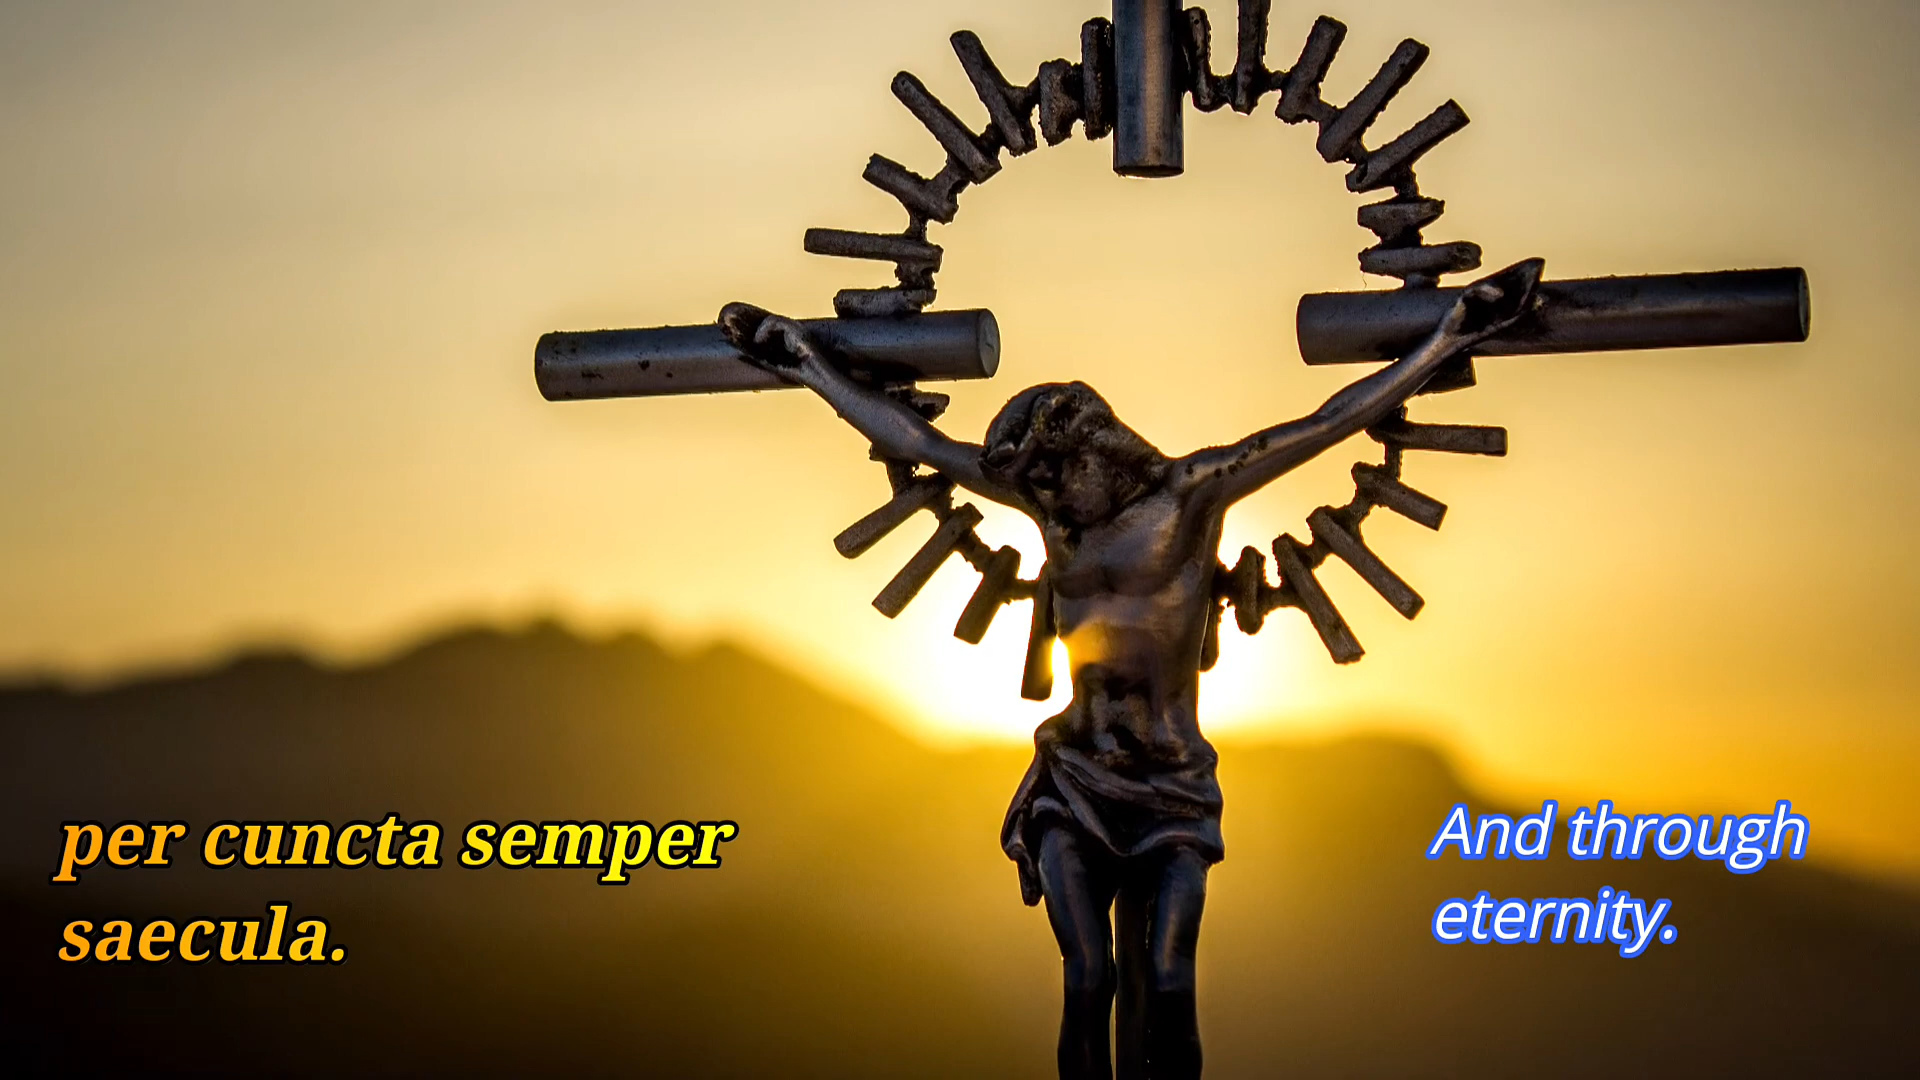 per cuncta semper
saecula.
And through
eternity.